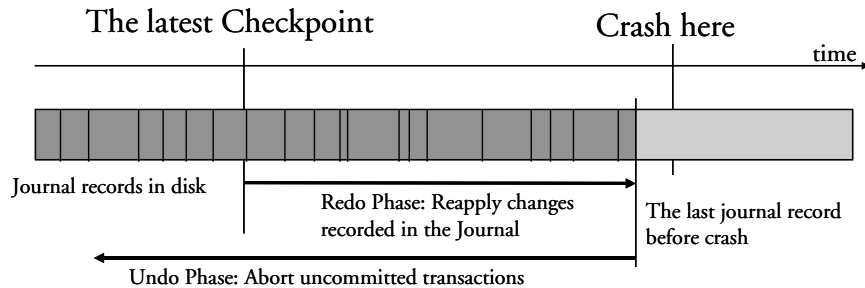 The latest Checkpoint
Crash here
time
Journal records in disk
Redo Phase: Reapply changes
recorded in the Journal
The last journal record
before crash
Undo Phase: Abort uncommitted transactions